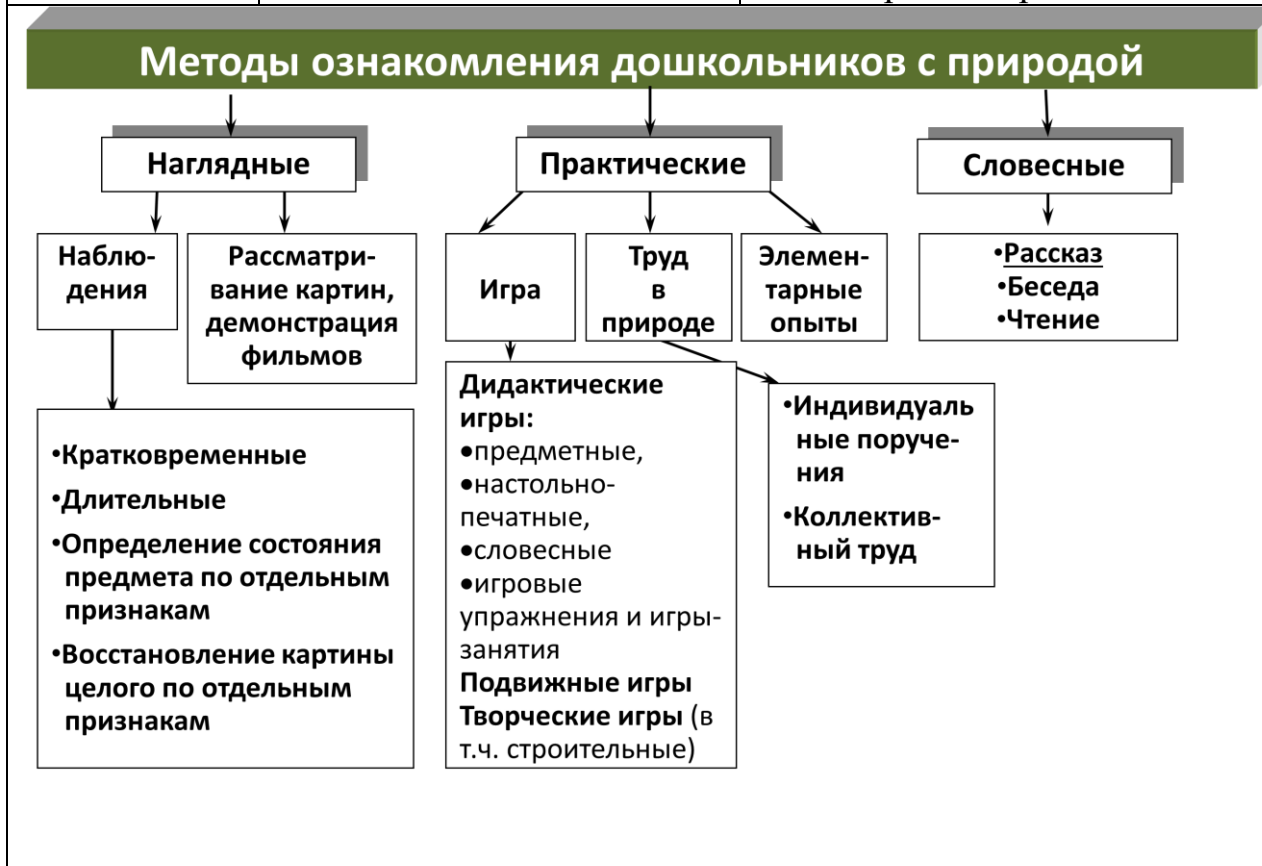 Методы ознакомления дошкольников с природой
Наглядные
Практические
Словесные
Наблю-
дения
Рассматри-
вание картин,
демонстрация
фильмов
Игра
Труд
в
природе
Элемен-
тарные
опыты
•Рассказ
•Беседа
•Чтение
•Кратковременные
•Длительные
•Определение состояния
предмета по отдельным
признакам
•Восстановление картины
целого по отдельным
признакам
Дидактические
игры:
•предметные,
•настольно-
печатные,
•словесные
•игровые
упражнения и игры-
занятия
Подвижные игры
Творческие игры (в
т.ч. строительные)
•Индивидуаль
ные поруче-
ния
•Коллектив-
ный труд